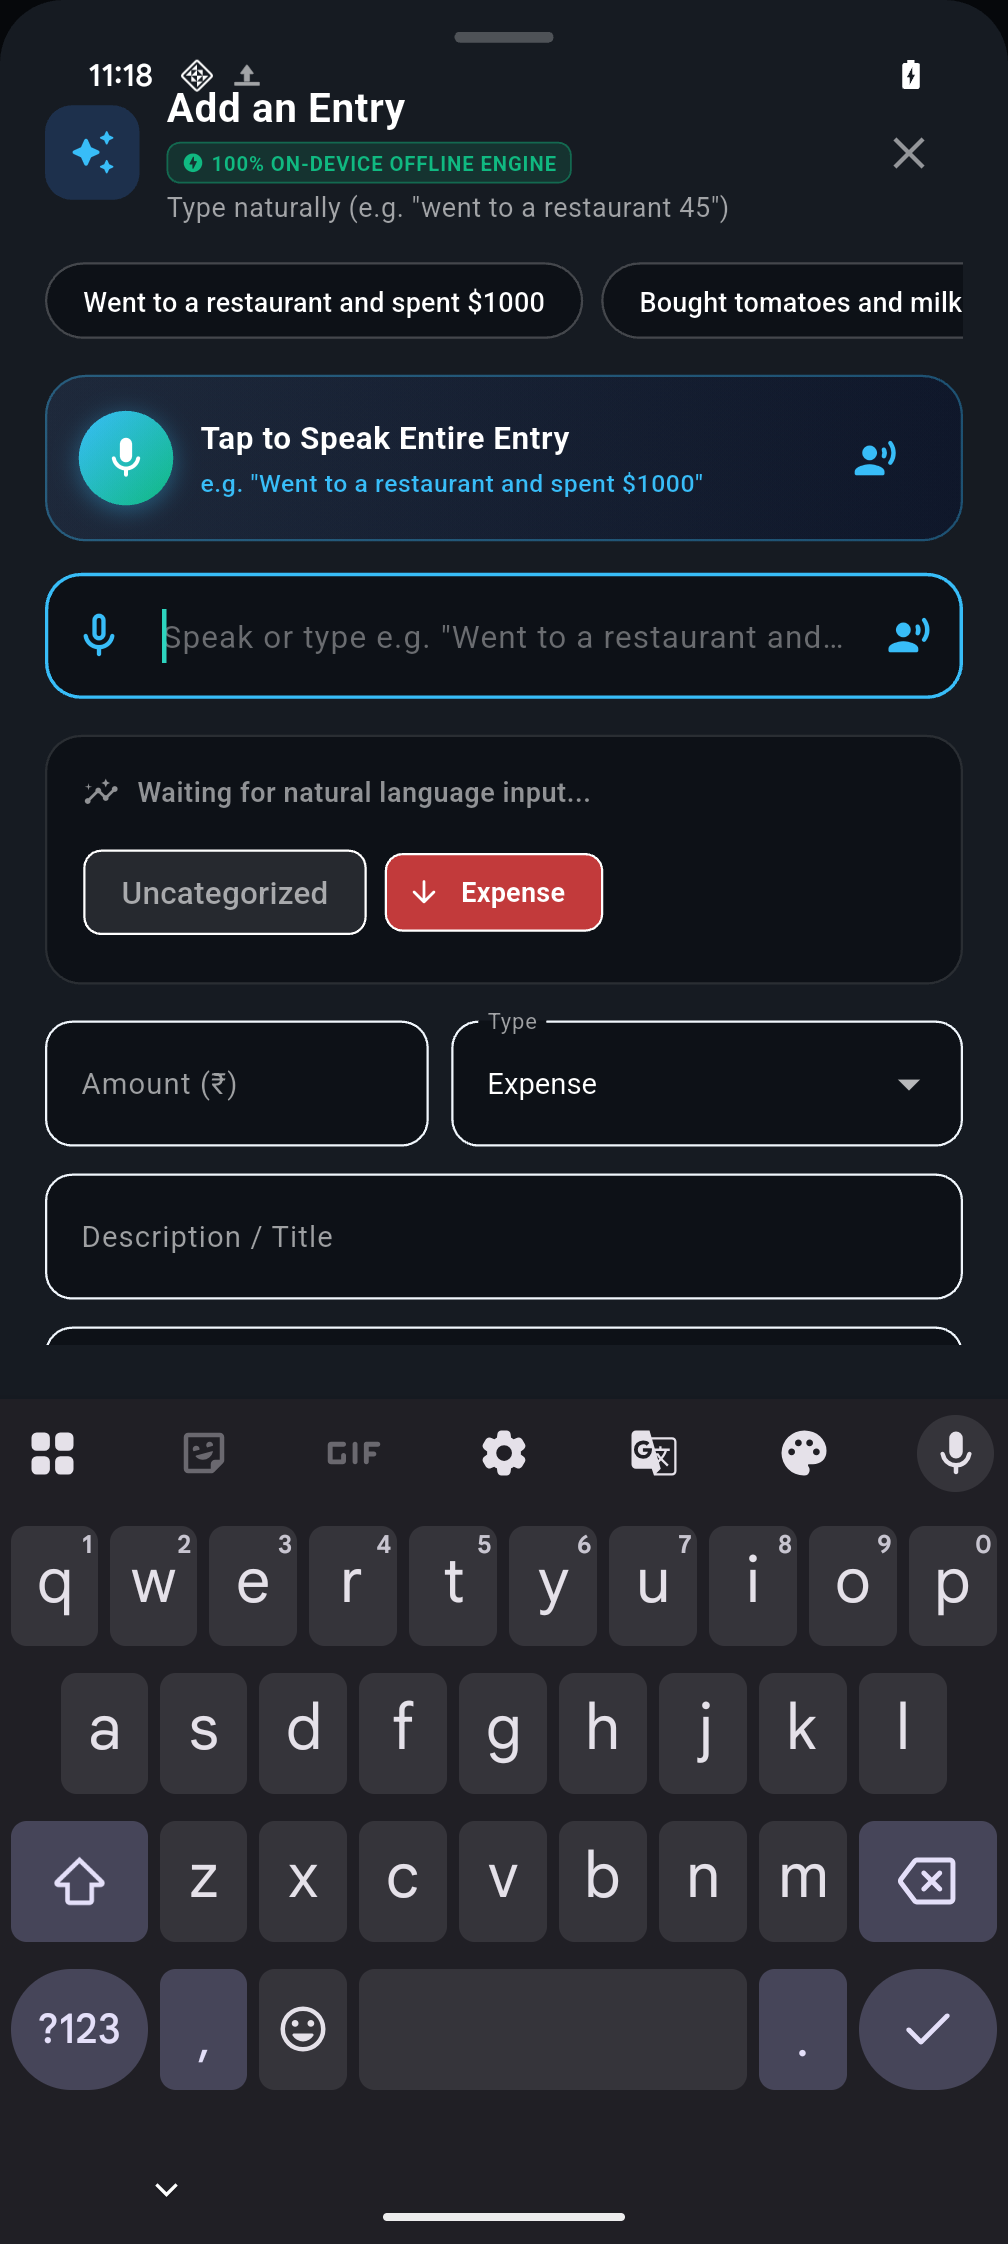 11:18
Add an Entry
100% ON-DEVICE OFFLINE ENGINE
Type naturally (e.g. "went to a restaurant 45")
Went to a restaurant and spent $1000
Bought tomatoes and milk
Tap to Speak Entire Entry
e.g. "Went to a restaurant and spent $1000"
Speak or type e.g. "Went to a restaurant and...
Waiting for natural language input...
Uncategorized
Expense
Amount (₹)
Type
Expense
Description / Title
GIF
G 文
q 1 w 2 e 3 r 4 t 5 y 6 u 7 i 8 o 9 p 0
a s d f g h j k l
z x c v b n m
?123 , .